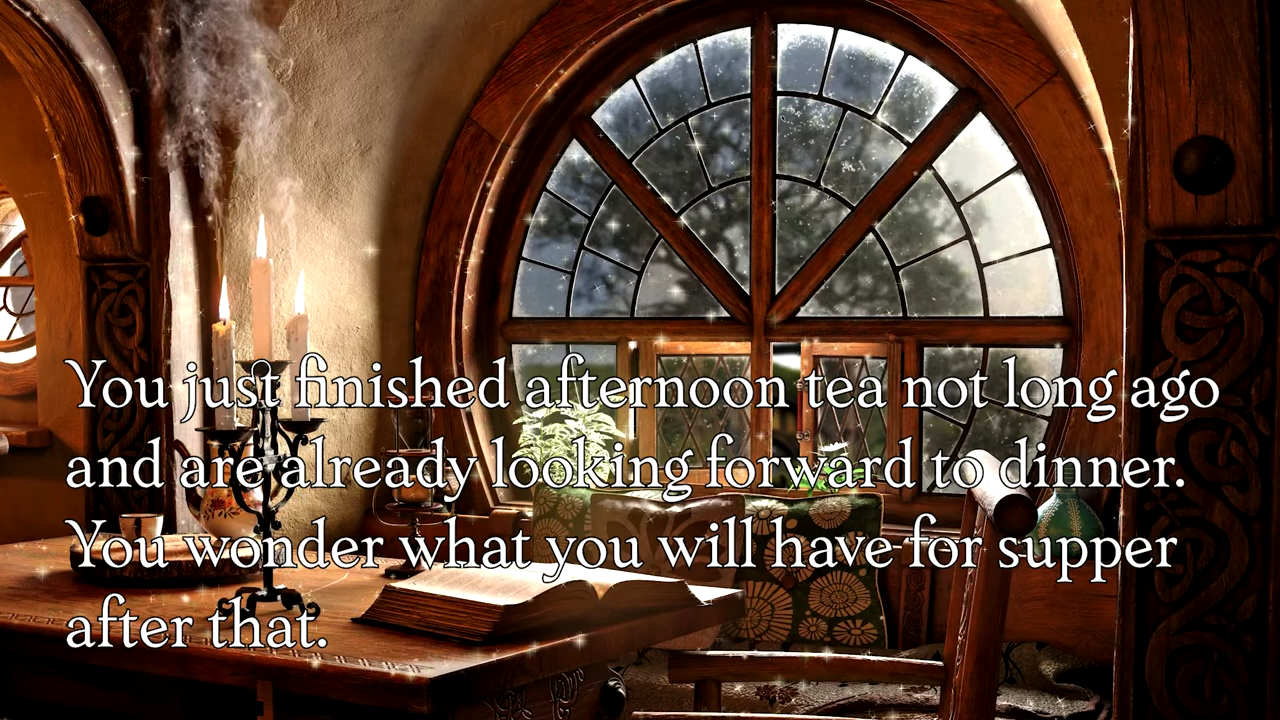 You just finished afternoon tea not long ago
and are already looking forward to dinner.
You wonder what you will have for supper
after that.